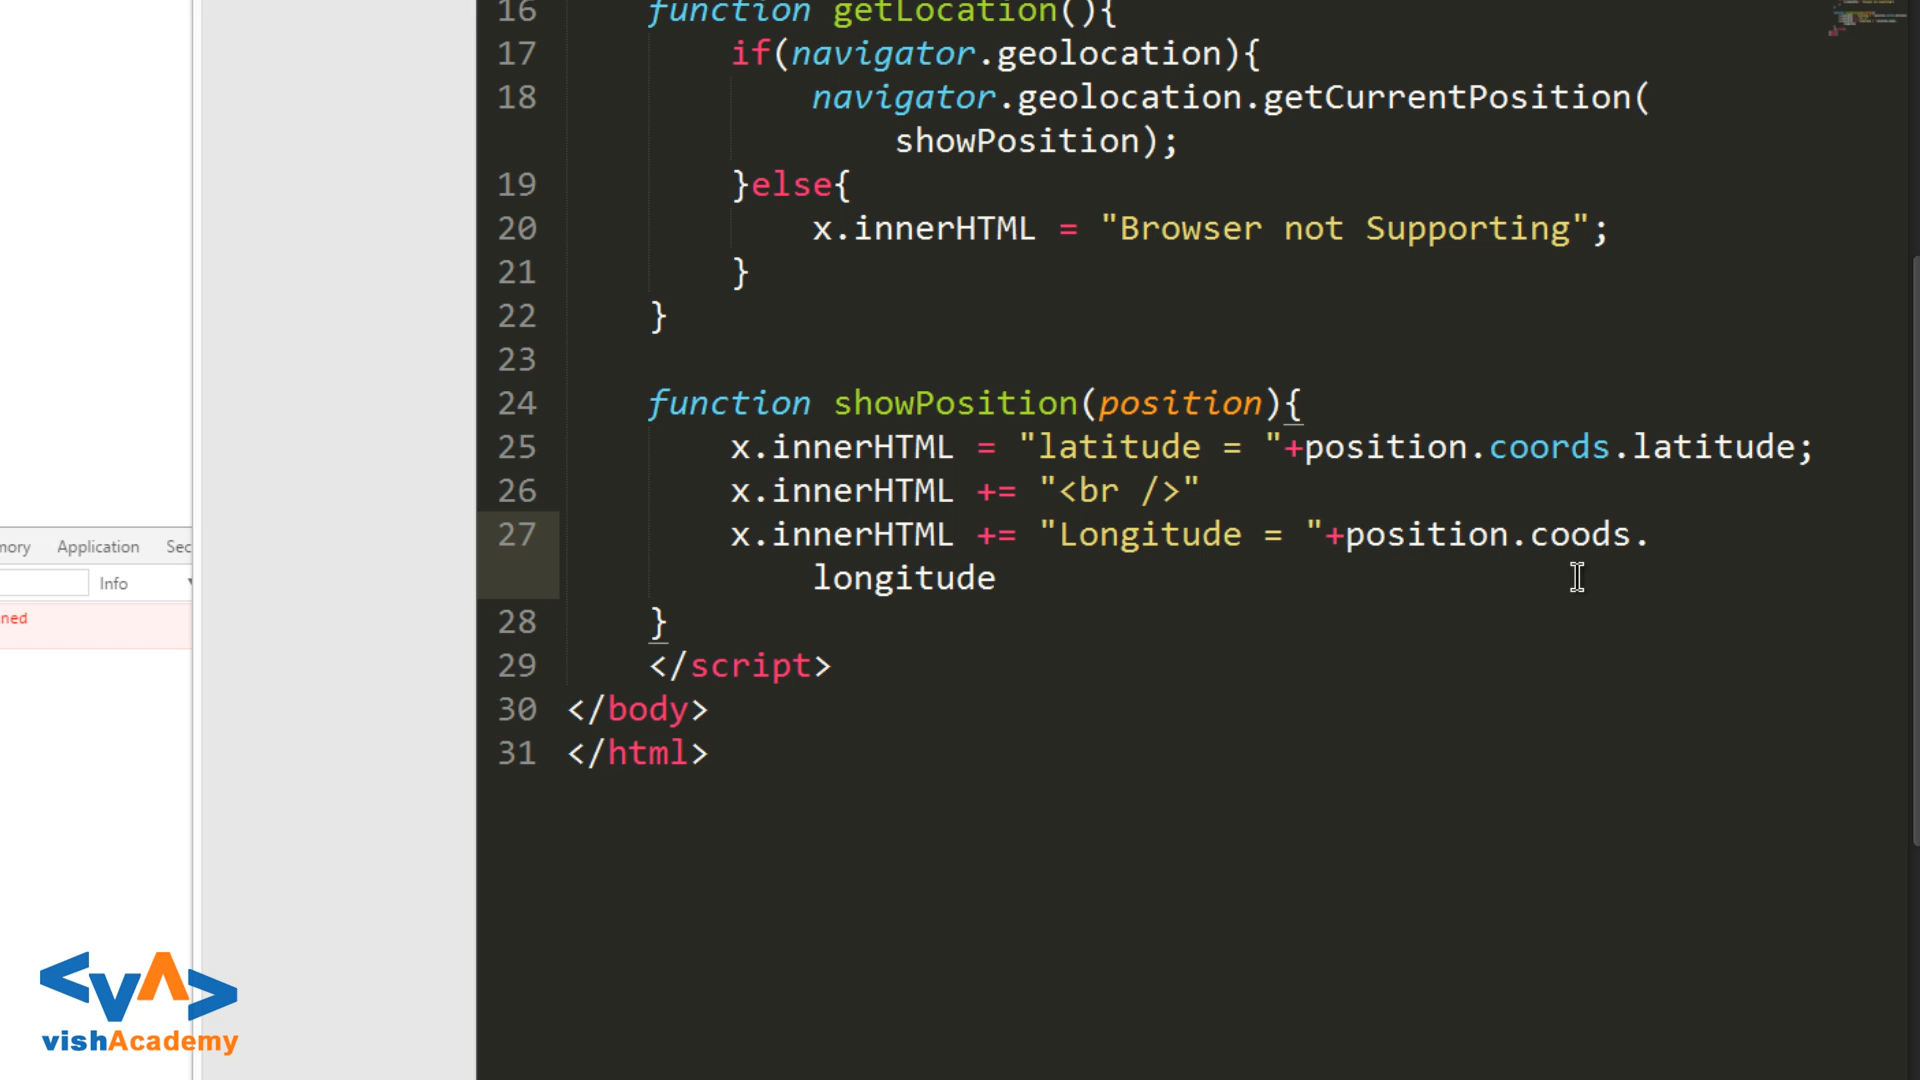 16 function getLocation(){
17 if(navigator.geolocation){
18 navigator.geolocation.getCurrentPosition(
showPosition);
19 }else{
20 x.innerHTML = "Browser not Supporting";
21 }
22 }
23
24 function showPosition(position){
25 x.innerHTML = "latitude = "+position.coords.latitude;
26 x.innerHTML += "<br />"
27 x.innerHTML += "Longitude = "+position.coods.
longitude
28 }
29 </script>
30 </body>
31 </html>
mory Application Sec
Info
ned
<VA>
vishAcademy